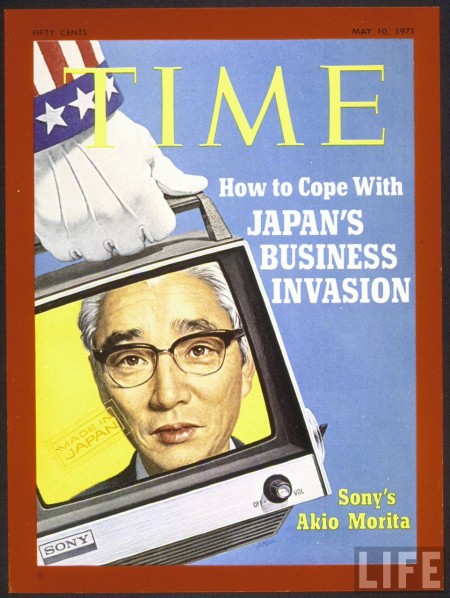 FIFTY CENTS
MAY 10, 1971
TIME
How to Cope With
JAPAN'S
BUSINESS
INVASION
MADE IN
JAPAN
OFF
VOL
SONY
Sony's
Akio Morita
LIFE